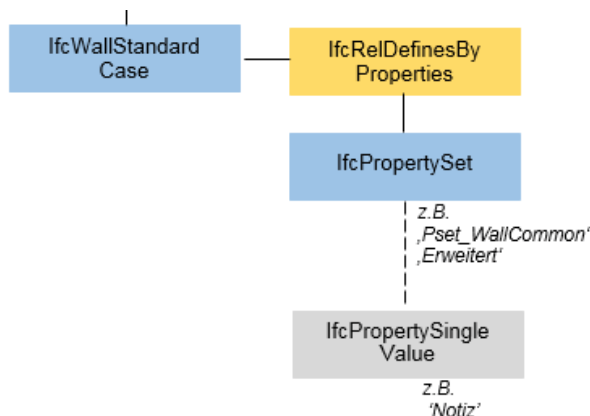 IfcWallStandard
Case
IfcRelDefinesBy
Properties
IfcPropertySet
z.B.
‚Pset_WallCommon‘
‚Erweitert‘
IfcPropertySingle
Value
z.B.
'Notiz'